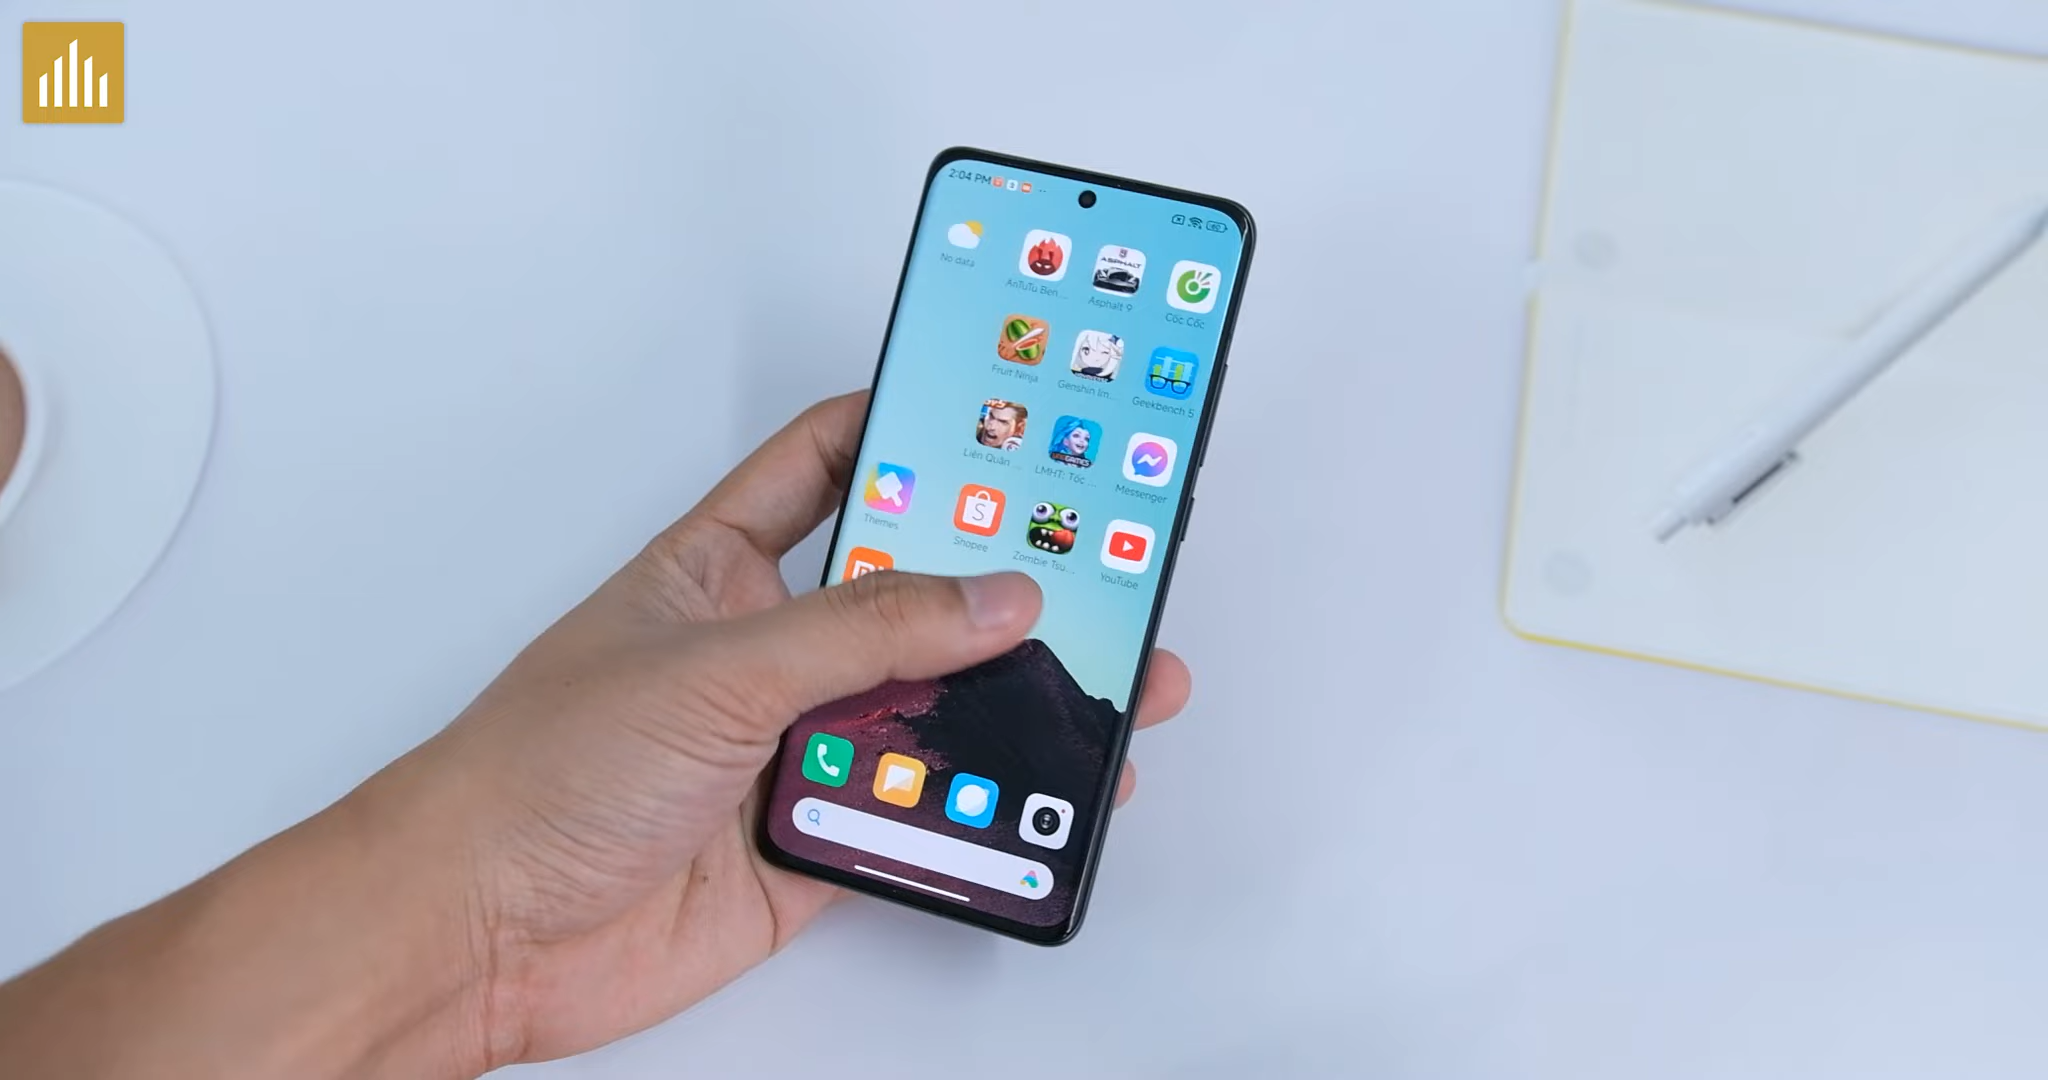 2:04 PM
No data
AnTuTu Ben...
ASPHALT
Asphalt 9
Cốc Cốc
Fruit Ninja
Genshin Im...
Geekbench 5
Liên Quân ...
LMHT: Tốc ...
Messenger
Themes
S
Shopee
Zombie Tsu...
YouTube